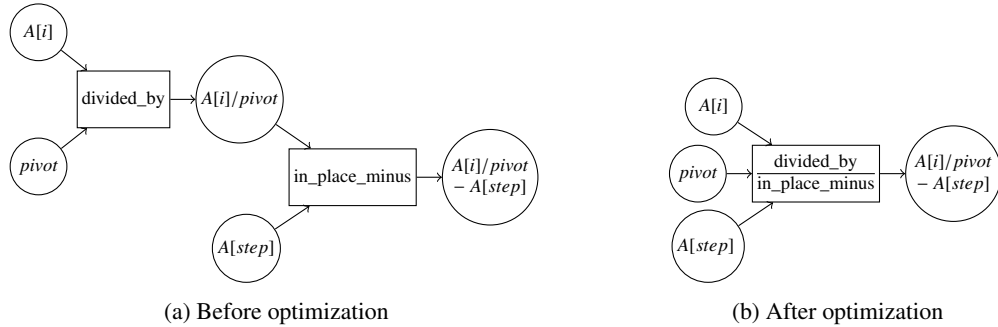 A[i]
divided_by
A[i]/pivot
pivot
in_place_minus
A[i]/pivot
− A[step]
A[step]
(a) Before optimization
A[i]
pivot
divided_by
in_place_minus
A[i]/pivot
− A[step]
A[step]
(b) After optimization